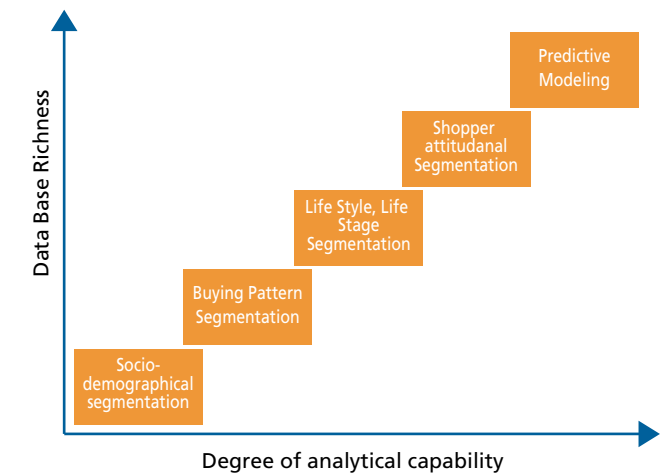 Predictive
Modeling
Shopper
attitudanal
Segmentation
Life Style, Life
Stage
Segmentation
Buying Pattern
Segmentation
Socio-
demographical
segmentation
Data Base Richness
Degree of analytical capability